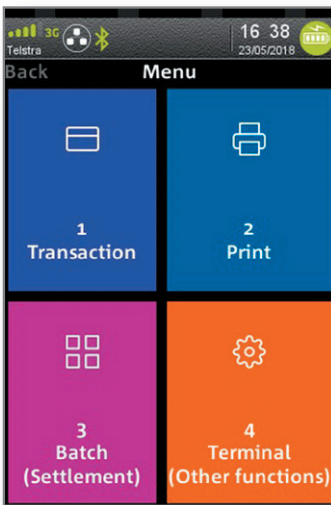 3G
16 38
Telstra
23/05/2018
Back
Menu
1
Transaction
2
Print
3
Batch
(Settlement)
4
Terminal
(Other functions)